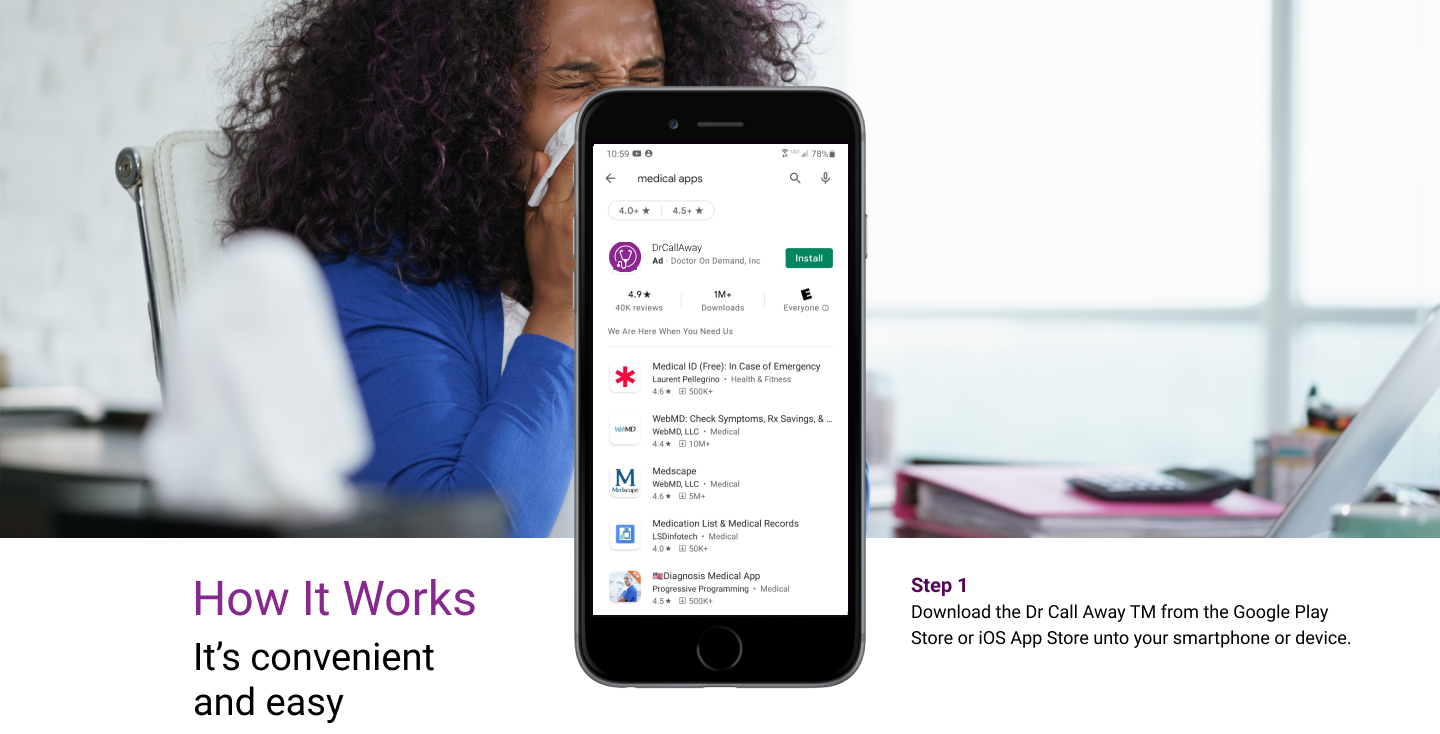 10:59 78%
medical apps
4.0+ ★ 4.5+ ★
DrCallAway
Ad · Doctor On Demand, Inc
Install
4.9 ★ 1M+ E
40K reviews Downloads Everyone
We Are Here When You Need Us
Medical ID (Free): In Case of Emergency
Laurent Pellegrino • Health & Fitness
4.6 ★ 500K+
WebMD: Check Symptoms, Rx Savings, & ...
WebMD
WebMD, LLC • Medical
4.4 ★ 10M+
Medscape
M
Medscape
WebMD, LLC • Medical
4.6 ★ 5M+
Medication List & Medical Records
LSDinfotech • Medical
4.0 ★ 50K+
🇺🇸Diagnosis Medical App
Progressive Programming • Medical
4.5 ★ 500K+
How It Works
It's convenient
and easy
Step 1
Download the Dr Call Away TM from the Google Play
Store or iOS App Store unto your smartphone or device.